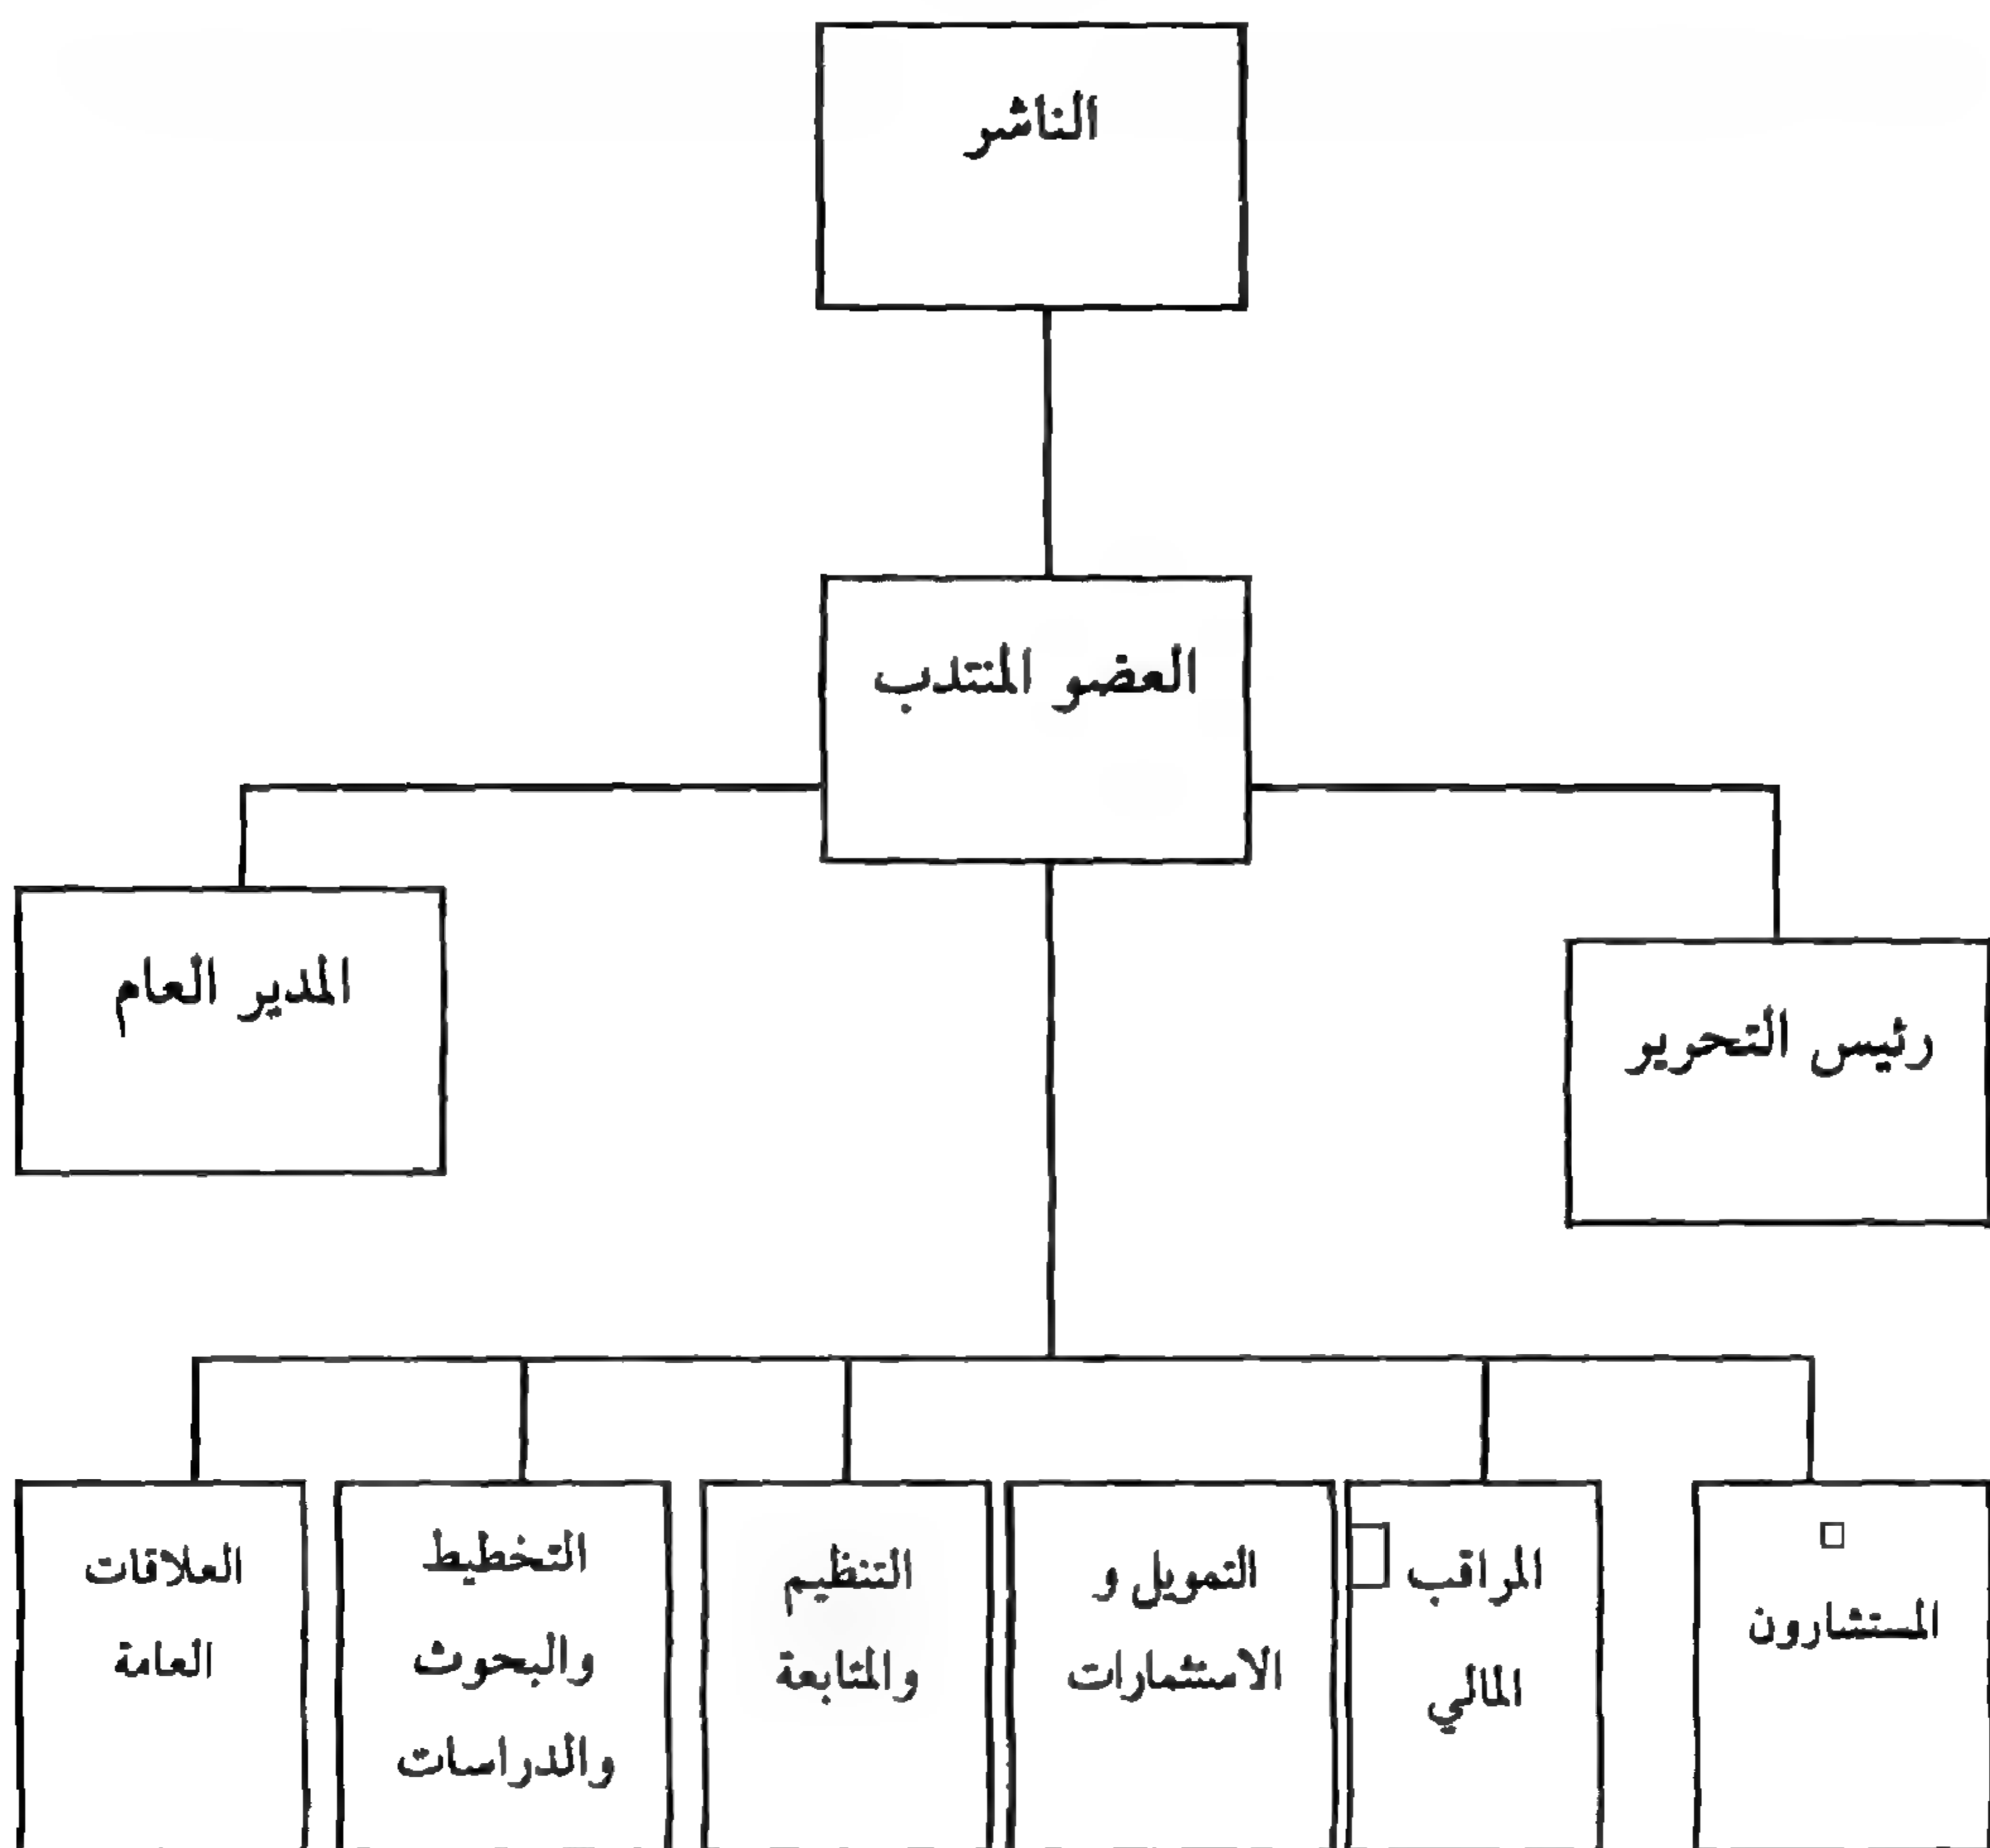 الناشر
العضو المنتدب
المدير العام
رئيس التحرير
المستشارون
المراقب
المالي
التمويل و
الاستثمارات
التنظيم
والمتابعة
التخطيط
والبحوث
والدراسات
العلاقات
العامة